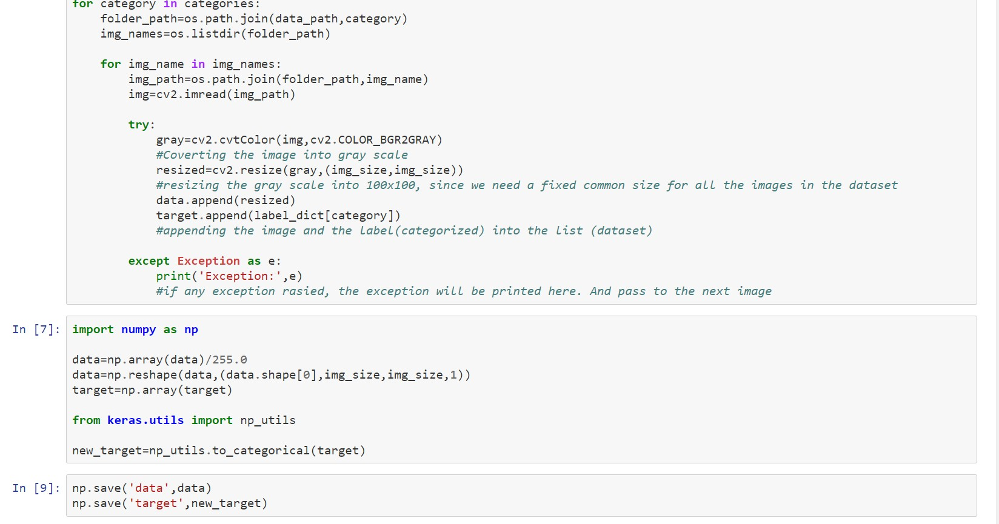 for category in categories:
    folder_path=os.path.join(data_path,category)
    img_names=os.listdir(folder_path)
    for img_name in img_names:
        img_path=os.path.join(folder_path,img_name)
        img=cv2.imread(img_path)
        try:
            gray=cv2.cvtColor(img,cv2.COLOR_BGR2GRAY)
            #Coverting the image into gray scale
            resized=cv2.resize(gray,(img_size,img_size))
            #resizing the gray scale into 100x100, since we need a fixed common size for all the images in the dataset
            data.append(resized)
            target.append(label_dict[category])
            #appending the image and the label(categorized) into the list (dataset)
        except Exception as e:
            print('Exception:',e)
            #if any exception rasied, the exception will be printed here. And pass to the next image
In [7]: import numpy as np
data=np.array(data)/255.0
data=np.reshape(data,(data.shape[0],img_size,img_size,1))
target=np.array(target)
from keras.utils import np_utils
new_target=np_utils.to_categorical(target)
In [9]: np.save('data',data)
np.save('target',new_target)